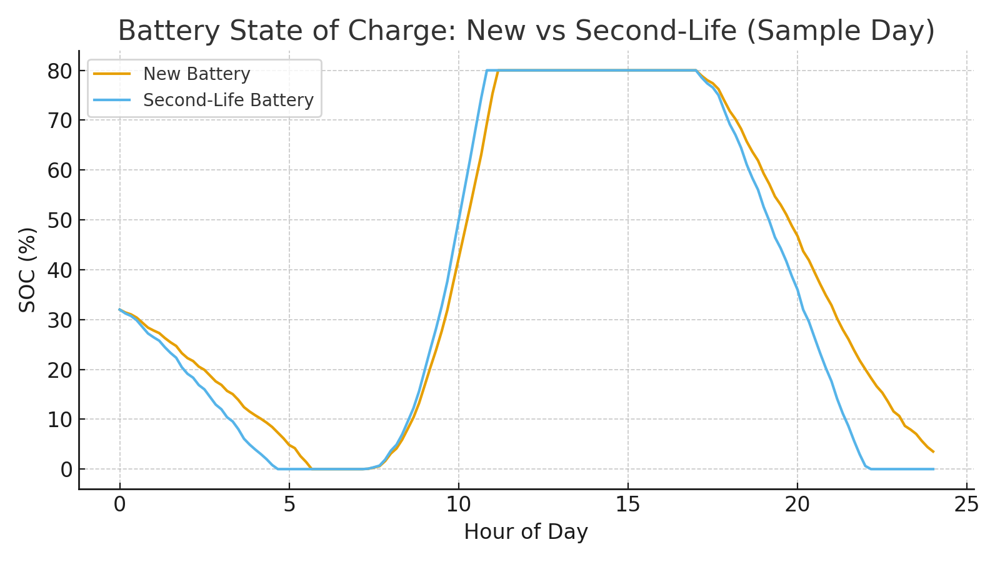 Battery State of Charge: New vs Second-Life (Sample Day)
New Battery
Second-Life Battery
SOC (%)
80
70
60
50
40
30
20
10
0
0 5 10 15 20 25
Hour of Day